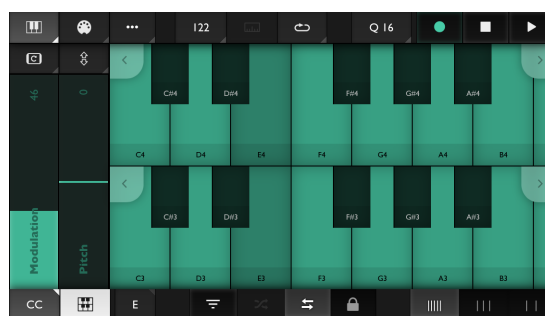 122 Q 16
C
46 0
C#4 D#4 F#4 G#4 A#4
C4 D4 E4 F4 G4 A4 B4
C#3 D#3 F#3 G#3 A#3
Modulation Pitch
C3 D3 E3 F3 G3 A3 B3
CC E